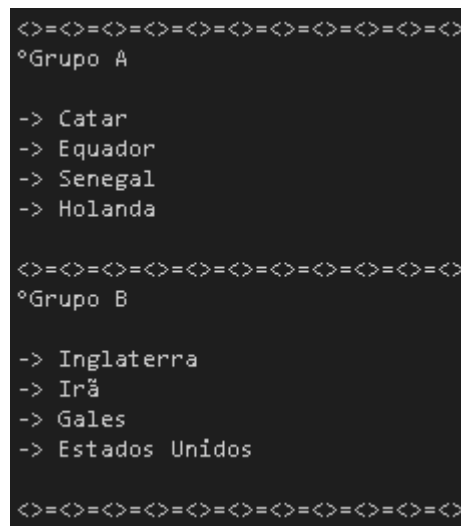 <>=<>=<>=<>=<>=<>=<>=<>=<>=<>
°Grupo A
-> Catar
-> Equador
-> Senegal
-> Holanda
<>=<>=<>=<>=<>=<>=<>=<>=<>=<>
°Grupo B
-> Inglaterra
-> Irã
-> Gales
-> Estados Unidos
<>=<>=<>=<>=<>=<>=<>=<>=<>=<>